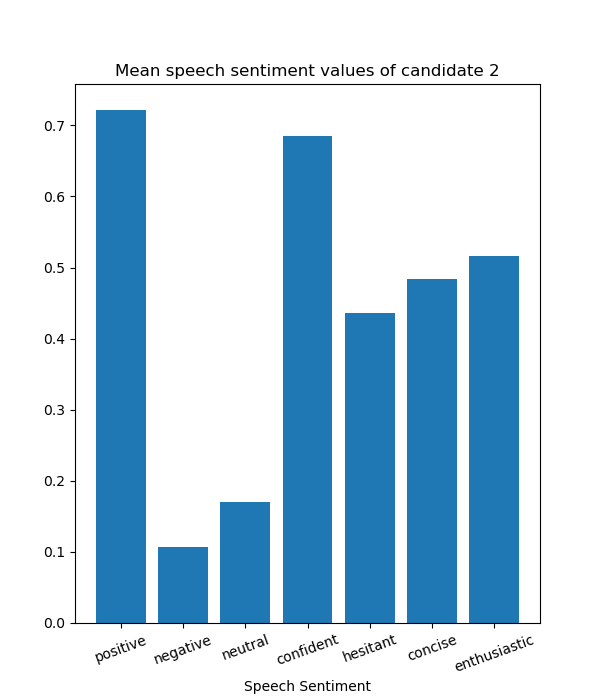 Mean speech sentiment values of candidate 2
0.7
0.6
0.5
0.4
0.3
0.2
0.1
0.0
positive negative neutral confident hesitant concise enthusiastic
Speech Sentiment